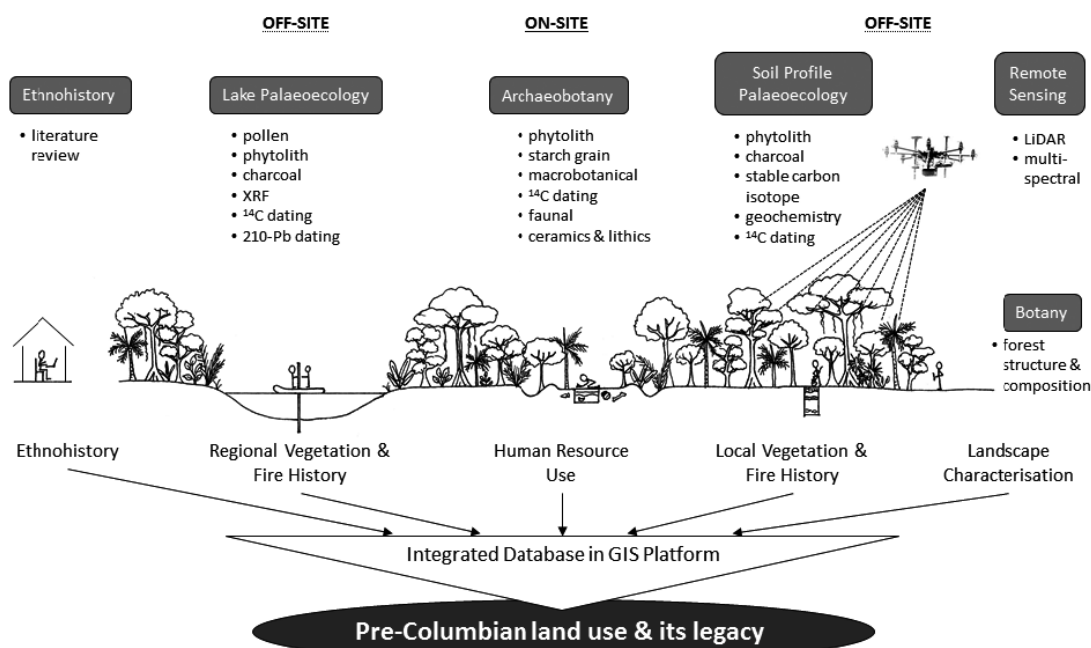 OFF-SITE
ON-SITE
OFF-SITE
Ethnohistory
• literature
review
Lake Palaeoecology
• pollen
• phytolith
• charcoal
• XRF
• ¹⁴C dating
• 210-Pb dating
Archaeobotany
• phytolith
• starch grain
• macrobotanical
• ¹⁴C dating
• faunal
• ceramics & lithics
Soil Profile
Palaeoecology
• phytolith
• charcoal
• stable carbon
isotope
• geochemistry
• ¹⁴C dating
Remote
Sensing
• LiDAR
• multi-
spectral
Botany
• forest
structure &
composition
Ethnohistory
Regional Vegetation &
Fire History
Human Resource
Use
Local Vegetation &
Fire History
Landscape
Characterisation
Integrated Database in GIS Platform
Pre-Columbian land use & its legacy